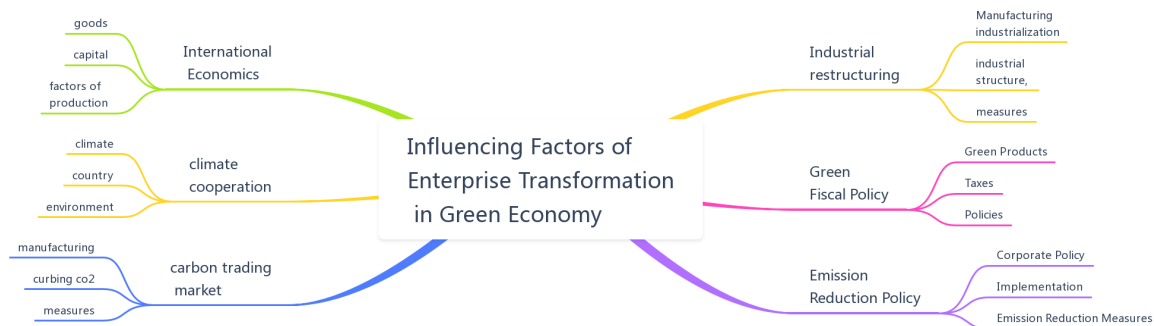 Influencing Factors of
Enterprise Transformation
in Green Economy
International
Economics
goods
capital
factors of
production
climate
cooperation
climate
country
environment
carbon trading
market
manufacturing
curbing co2
measures
Industrial
restructuring
Manufacturing
industrialization
industrial
structure,
measures
Green
Fiscal Policy
Green Products
Taxes
Policies
Emission
Reduction Policy
Corporate Policy
Implementation
Emission Reduction Measures